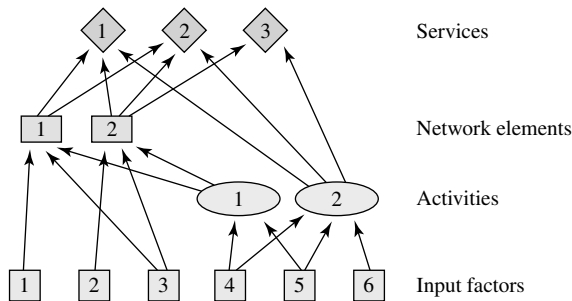 1 2 3 Services
1 2 Network elements
1 2 Activities
1 2 3 4 5 6 Input factors